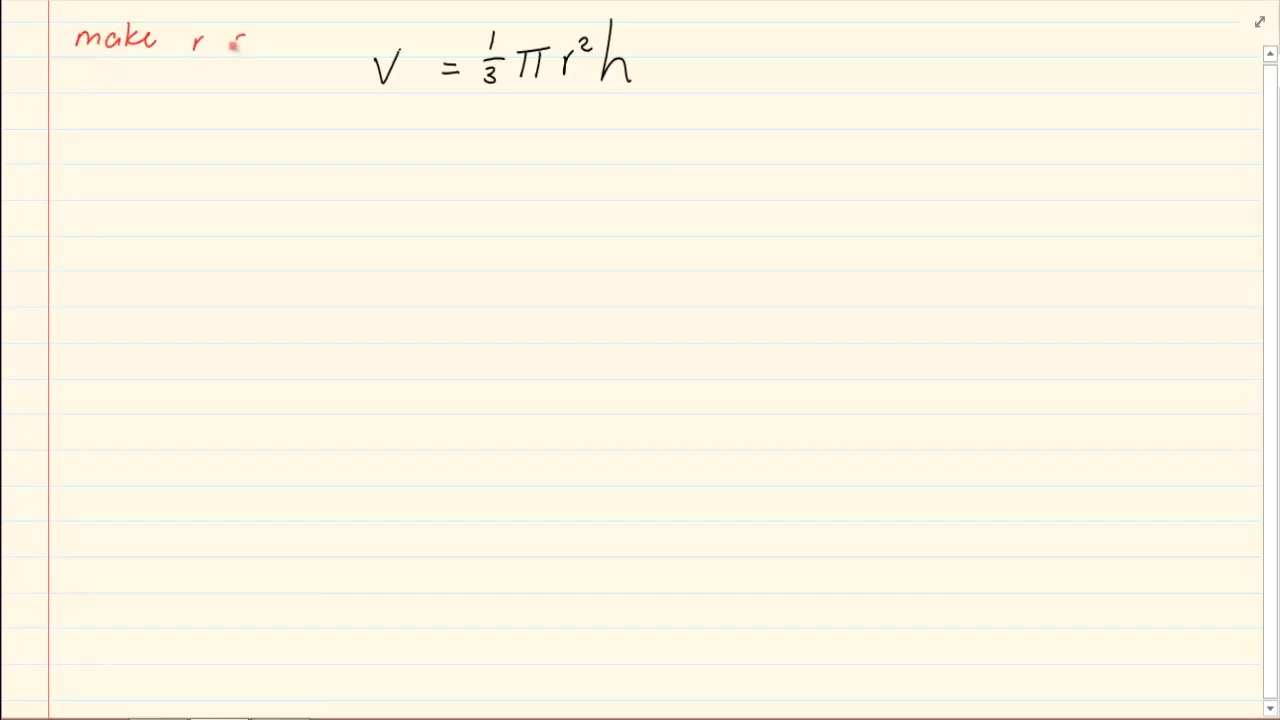 make r
V = 1/3 π r² h